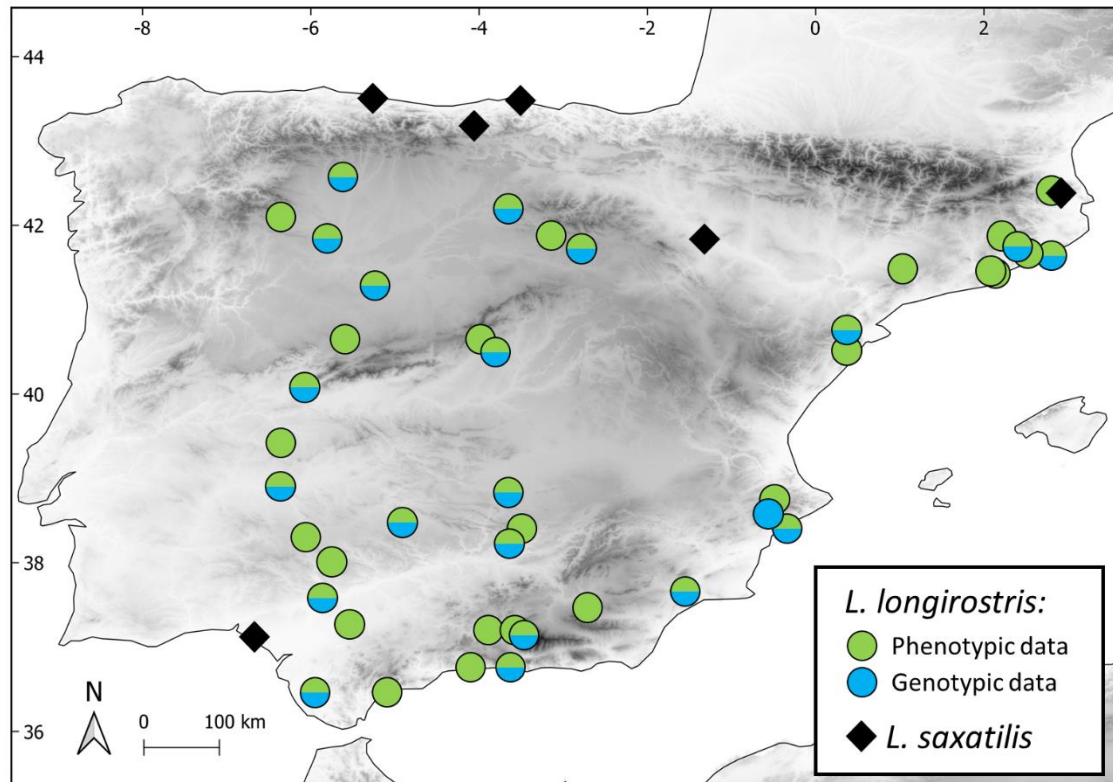 -8 -6 -4 -2 0 2
44
42
40
38
36
N
0 100 km
L. longirostris:
Phenotypic data
Genotypic data
L. saxatilis